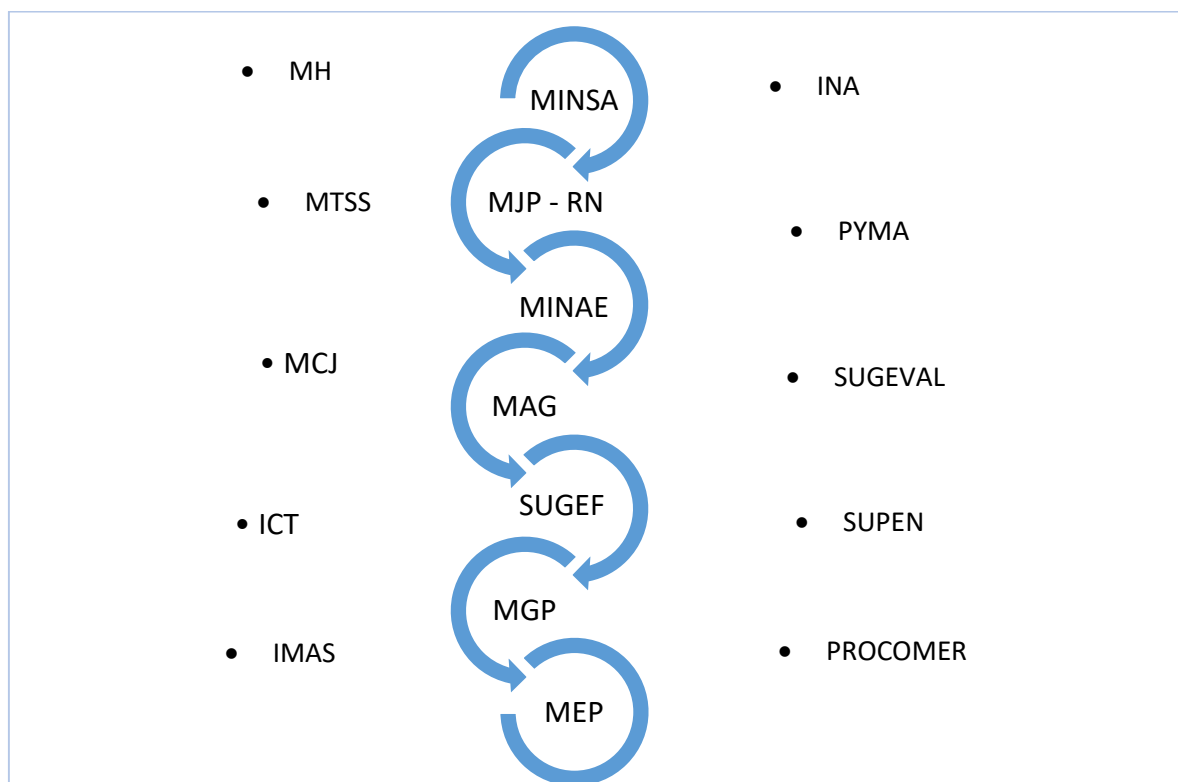 • MH
• MTSS
• MCJ
• ICT
• IMAS
MINSA
MJP - RN
MINAE
MAG
SUGEF
MGP
MEP
• INA
• PYMA
• SUGEVAL
• SUPEN
• PROCOMER